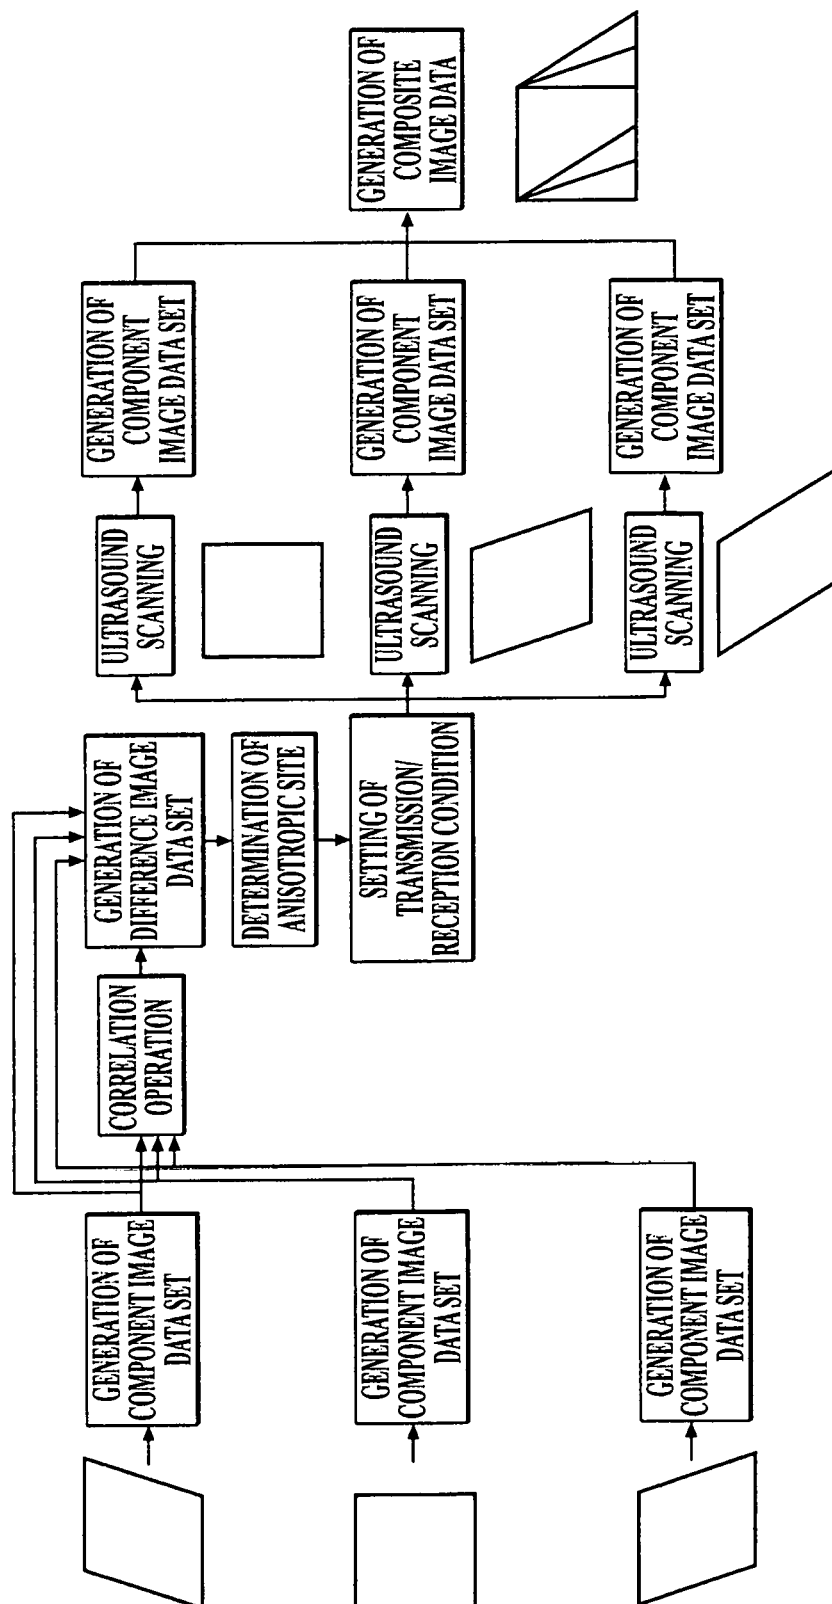 GENERATION OF
COMPONENT IMAGE
DATA SET
GENERATION OF
COMPONENT IMAGE
DATA SET
GENERATION OF
COMPONENT IMAGE
DATA SET
CORRELATION
OPERATION
GENERATION OF
DIFFERENCE IMAGE
DATA SET
DETERMINATION OF
ANISOTROPIC SITE
SETTING OF
TRANSMISSION/
RECEPTION CONDITION
ULTRASOUND
SCANNING
ULTRASOUND
SCANNING
ULTRASOUND
SCANNING
GENERATION OF
COMPONENT
IMAGE DATA SET
GENERATION OF
COMPONENT
IMAGE DATA SET
GENERATION OF
COMPONENT
IMAGE DATA SET
GENERATION OF
COMPOSITE
IMAGE DATA